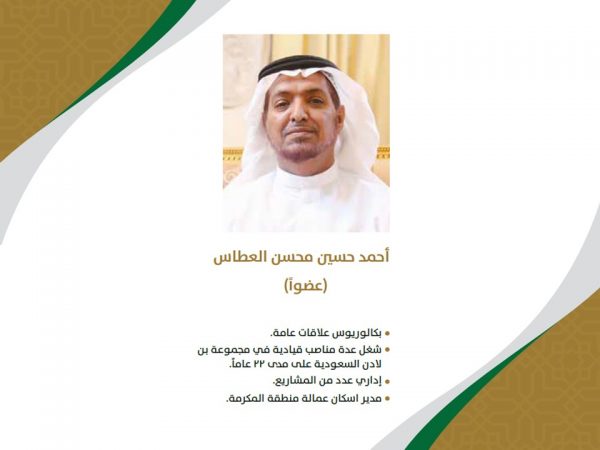 أحمد حسين محسن العطاس
(عضواً)
بكالوريوس علاقات عامة.
شغل عدة مناصب قيادية في مجموعة بن
لادن السعودية على مدى ٢٢ عاماً.
إداري عدد من المشاريع.
مدير اسكان عمالة منطقة المكرمة.